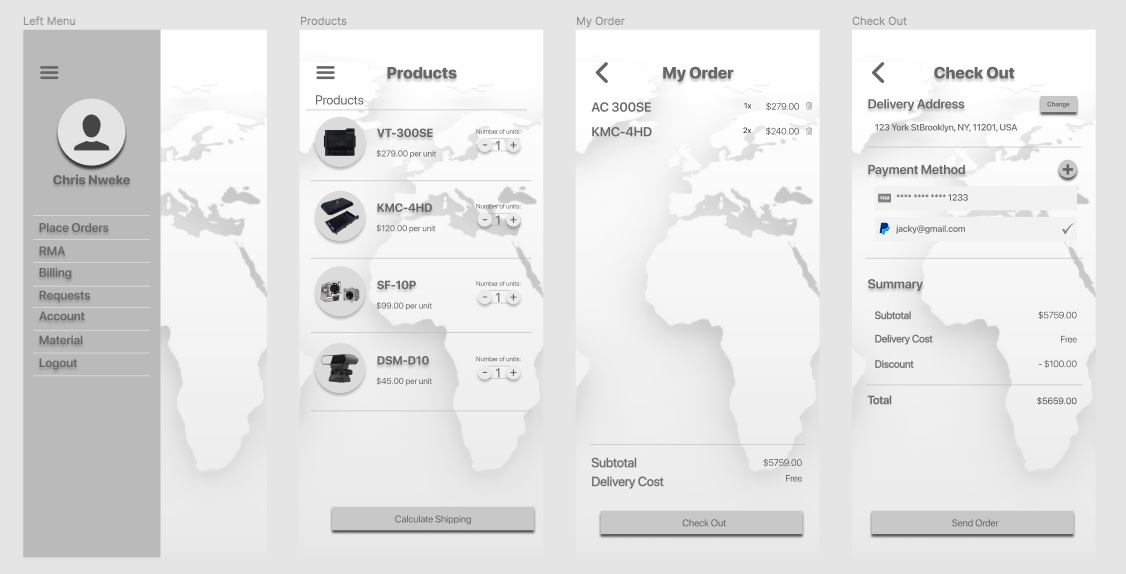 Left Menu
Chris Nweke
Place Orders
RMA
Billing
Requests
Account
Material
Logout
Products
Products
Products
VT-300SE
$279.00 per unit
Number of units:
- 1 +
KMC-4HD
$120.00 per unit
Number of units:
- 1 +
SF-10P
$99.00 per unit
Number of units:
- 1 +
DSM-D10
$45.00 per unit
Number of units:
- 1 +
Calculate Shipping
My Order
My Order
AC 300SE 1x $279.00
KMC-4HD 2x $240.00
Subtotal $5759.00
Delivery Cost Free
Check Out
Check Out
Check Out
Delivery Address Change
123 York StBrooklyn, NY, 11201, USA
Payment Method +
VISA **** **** **** 1233
jacky@gmail.com
Summary
Subtotal $5759.00
Delivery Cost Free
Discount - $100.00
Total $5659.00
Send Order